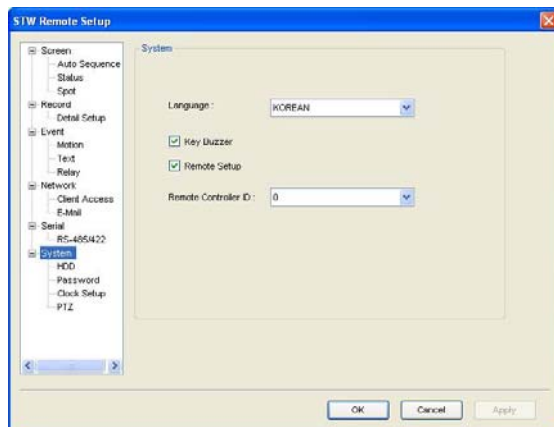 STW Remote Setup
Screen
Auto Sequence
Status
Spot
Record
Detail Setup
Event
Motion
Text
Relay
Network
Client Access
E-Mail
Serial
RS-485/422
System
HDD
Password
Clock Setup
PTZ
System
Language :
KOREAN
Key Buzzer
Remote Setup
Remote Controller ID :
0
OK
Cancel
Apply